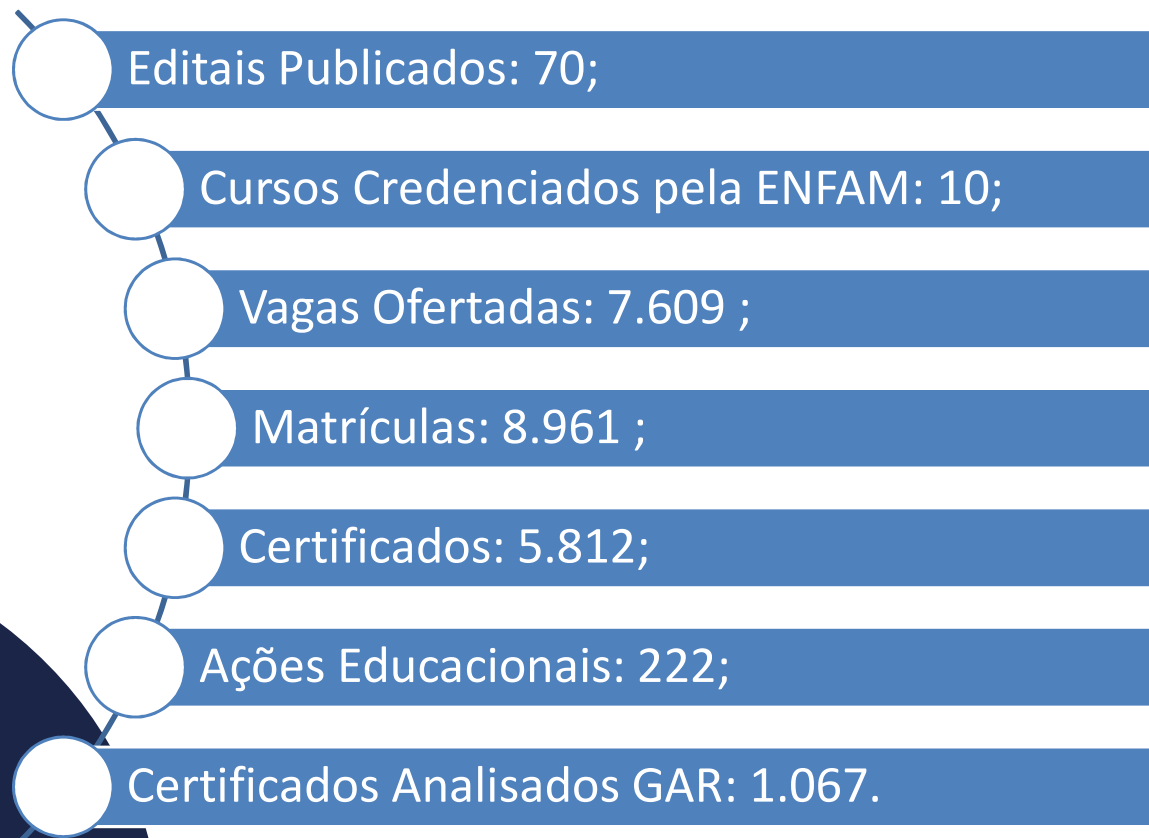 Editais Publicados: 70;
Cursos Credenciados pela ENFAM: 10;
Vagas Ofertadas: 7.609 ;
Matrículas: 8.961 ;
Certificados: 5.812;
Ações Educacionais: 222;
Certificados Analisados GAR: 1.067.